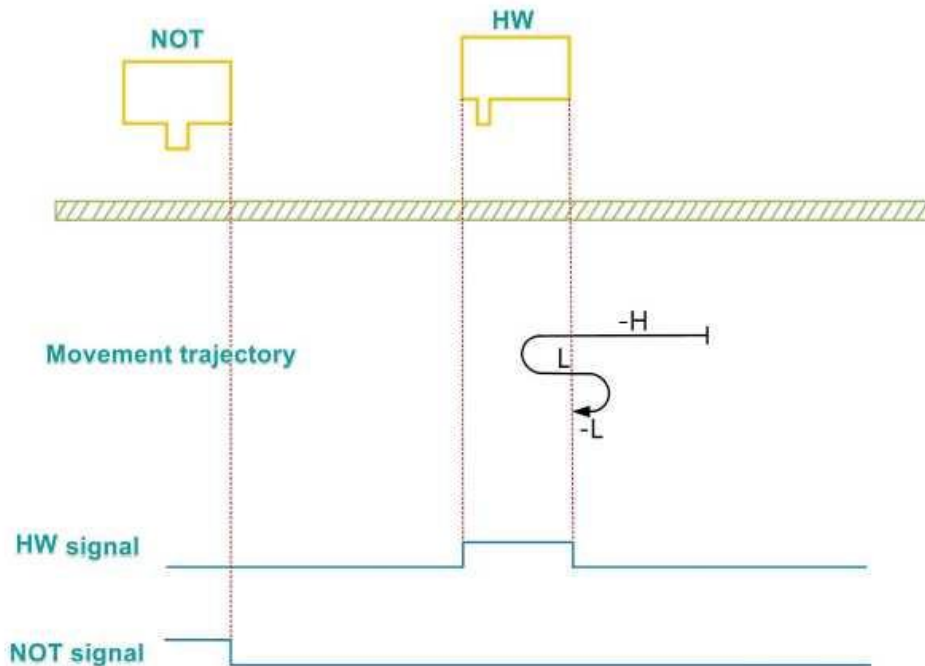 HW
NOT
-H
Movement trajectory
L
-L
HW signal
NOT signal